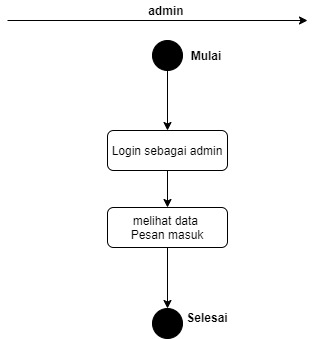 admin
Mulai
Login sebagai admin
melihat data
Pesan masuk
Selesai